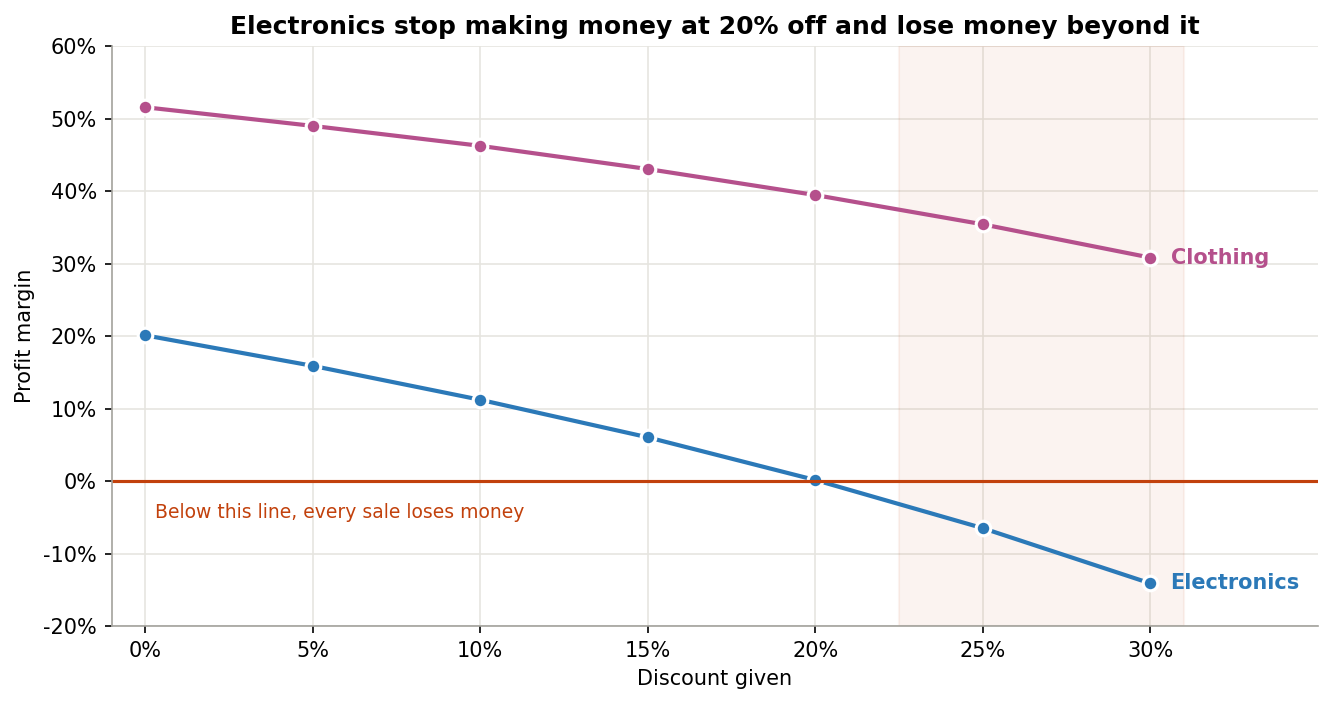 Electronics stop making money at 20% off and lose money beyond it
60%
50%
40%
30%
20%
10%
0%
-10%
-20%
Profit margin
Clothing
Below this line, every sale loses money
Electronics
0% 5% 10% 15% 20% 25% 30%
Discount given